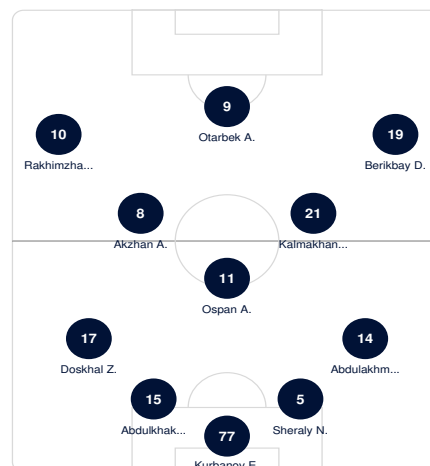 9
Otarbek A.
10
Rakhimzha...
19
Berikbay D.
8
Akzhan A.
21
Kalmakhan...
11
Ospan A.
17
Doskhal Z.
14
Abdulakhm...
15
Abdulkhak...
5
Sheraly N.
77
Kurbanov E.